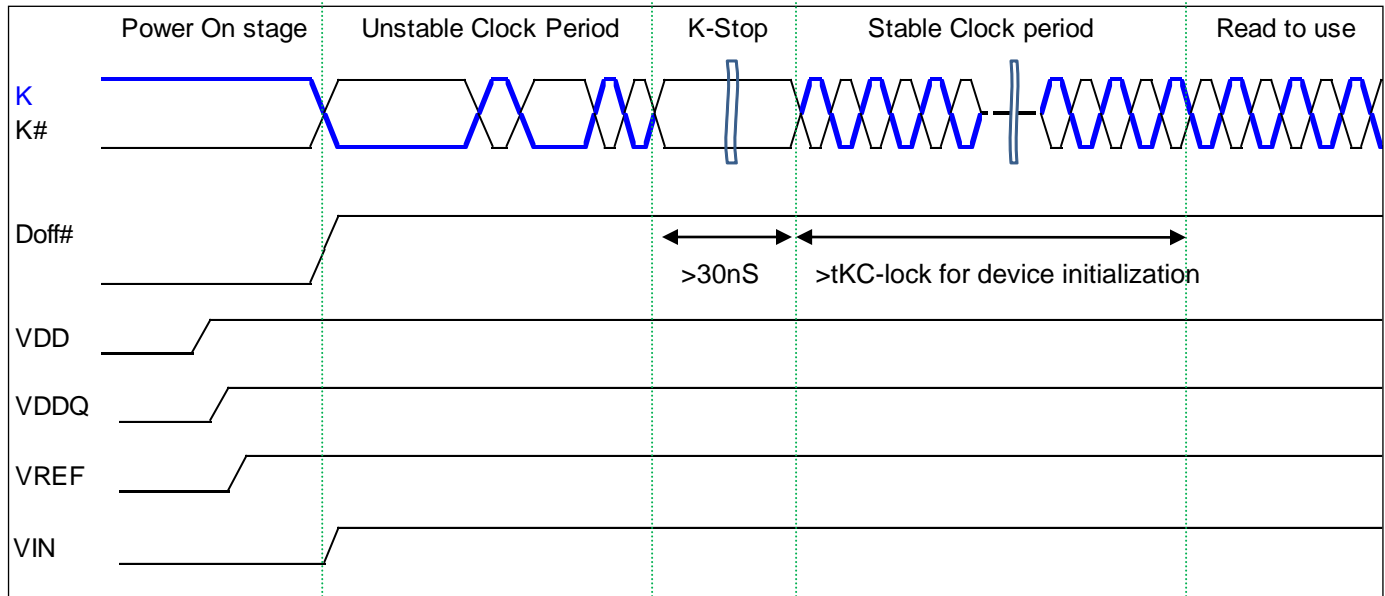 Power On stage Unstable Clock Period K-Stop Stable Clock period Read to use
K
K#
Doff#
>30nS >tKC-lock for device initialization
VDD
VDDQ
VREF
VIN